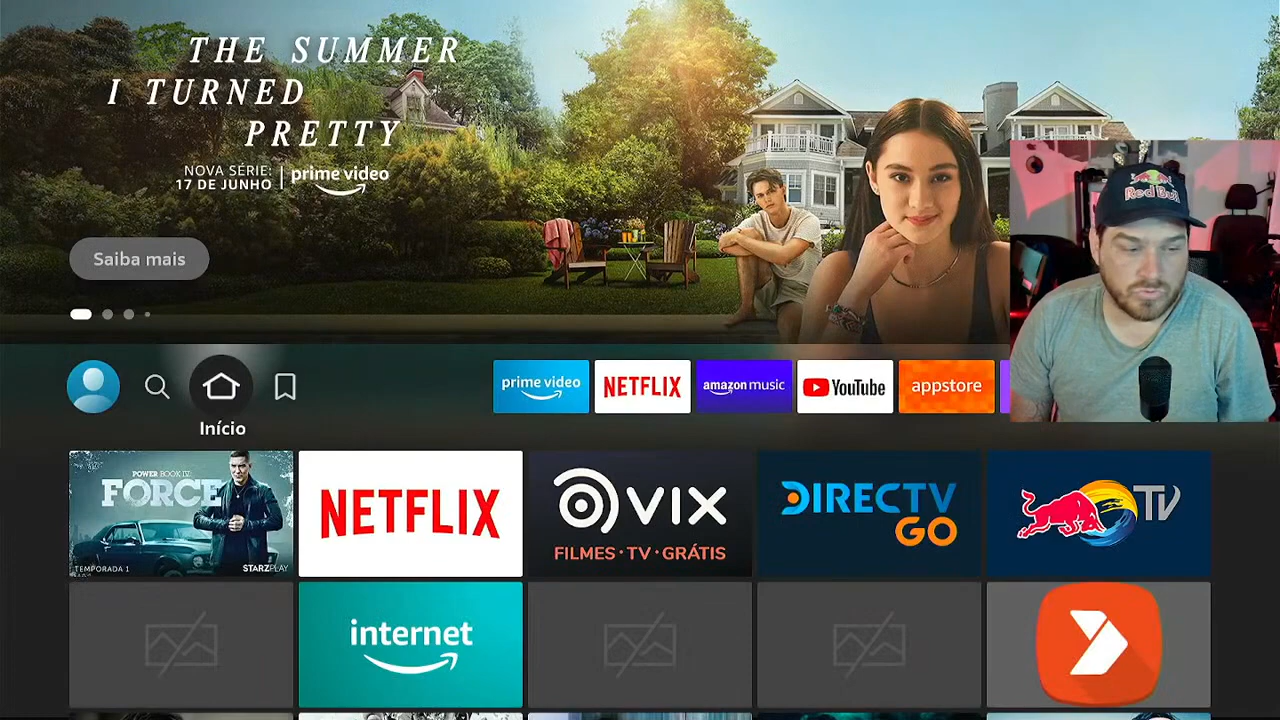 THE SUMMER
I TURNED
PRETTY
NOVA SÉRIE:
17 DE JUNHO
prime video
Saiba mais
Red Bull
prime video
NETFLIX
amazon music
YouTube
appstore
Início
POWER BOOK IV:
FORCE
TEMPORADA 1
STARZPLAY
NETFLIX
VIX
FILMES · TV · GRÁTIS
DIRECTV
GO
TV
internet